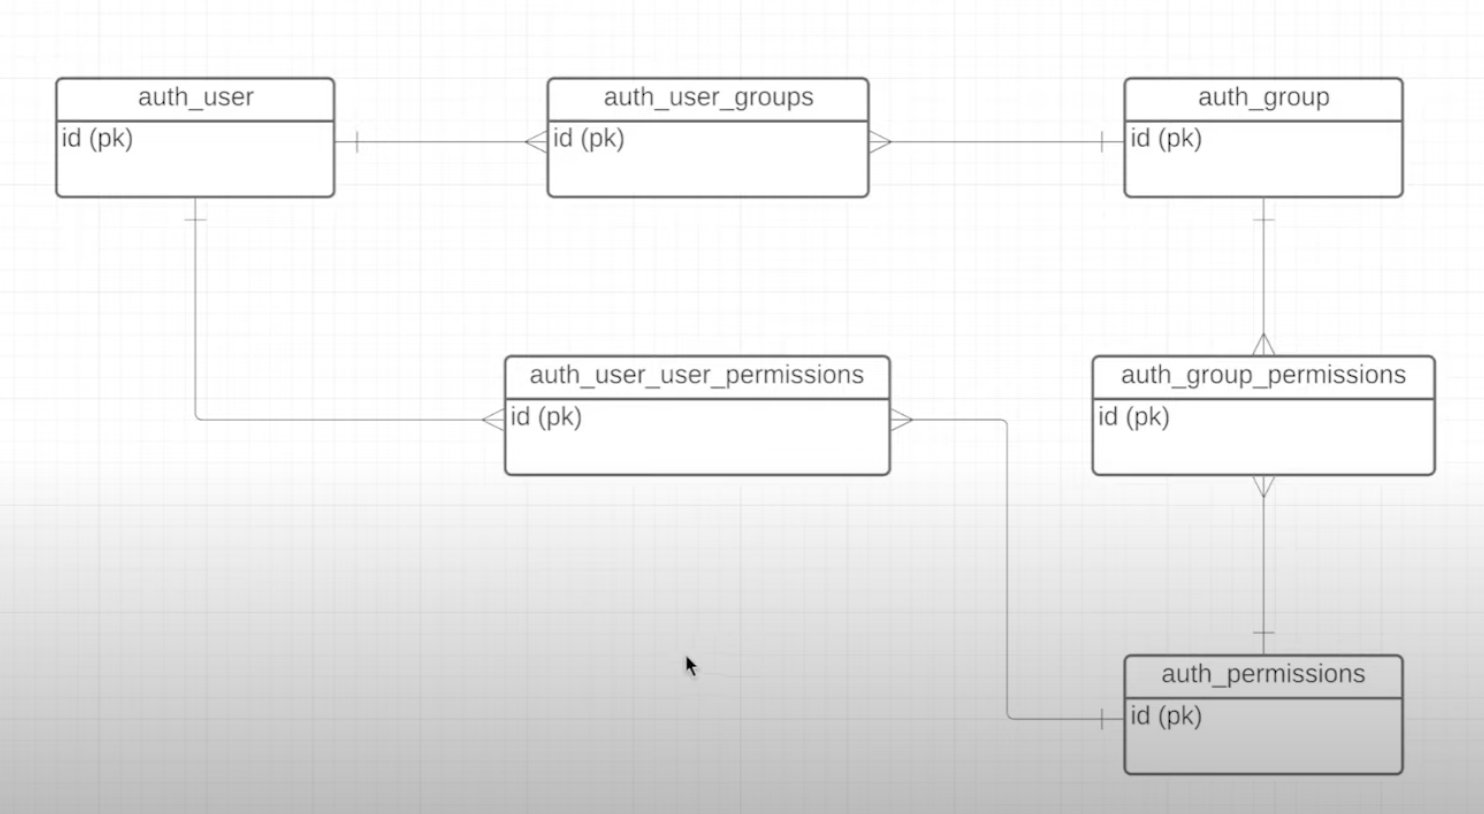 auth_user
id (pk)
auth_user_groups
id (pk)
auth_group
id (pk)
auth_user_user_permissions
id (pk)
auth_group_permissions
id (pk)
auth_permissions
id (pk)